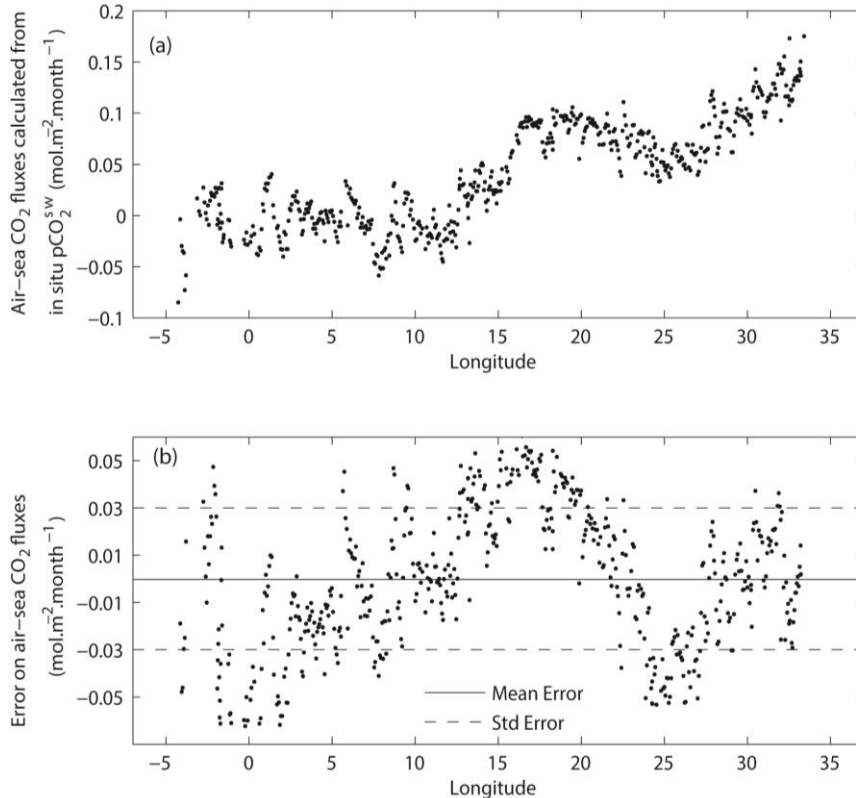 (a)
Air−sea CO₂ fluxes calculated from
in situ pCO₂ˢʷ (mol.m⁻².month⁻¹)
0.2
0.15
0.1
0.05
0
−0.05
−0.1
−5 0 5 10 15 20 25 30 35
Longitude
(b)
Error on air−sea CO₂ fluxes
(mol.m⁻².month⁻¹)
0.05
0.03
0.01
−0.01
−0.03
−0.05
Mean Error
Std Error
−5 0 5 10 15 20 25 30 35
Longitude